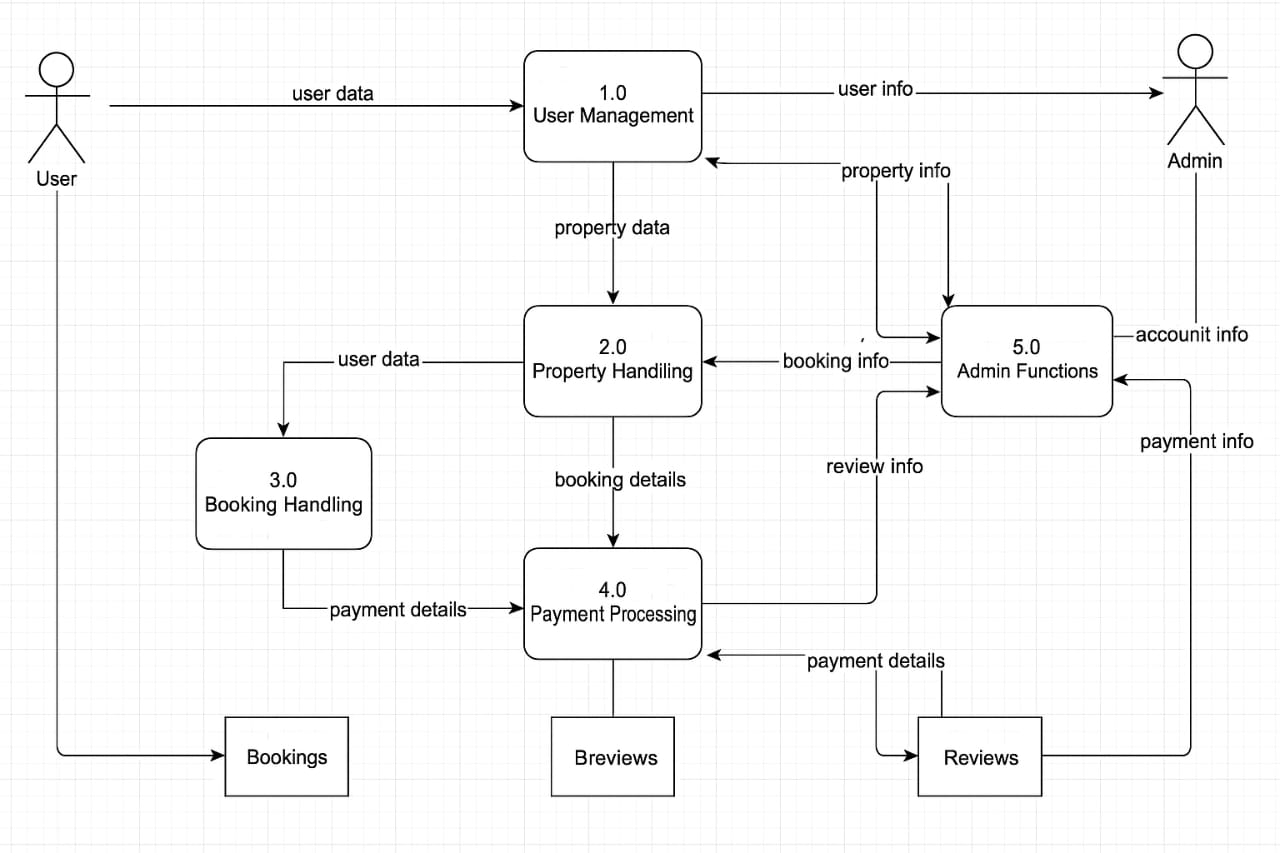 user data
1.0
User Management
user info
User
Admin
property info
property data
2.0
Property Handiling
user data
booking info
5.0
Admin Functions
accounit info
payment info
3.0
Booking Handling
booking details
review info
4.0
Payment Processing
payment details
payment details
Bookings
Breviews
Reviews